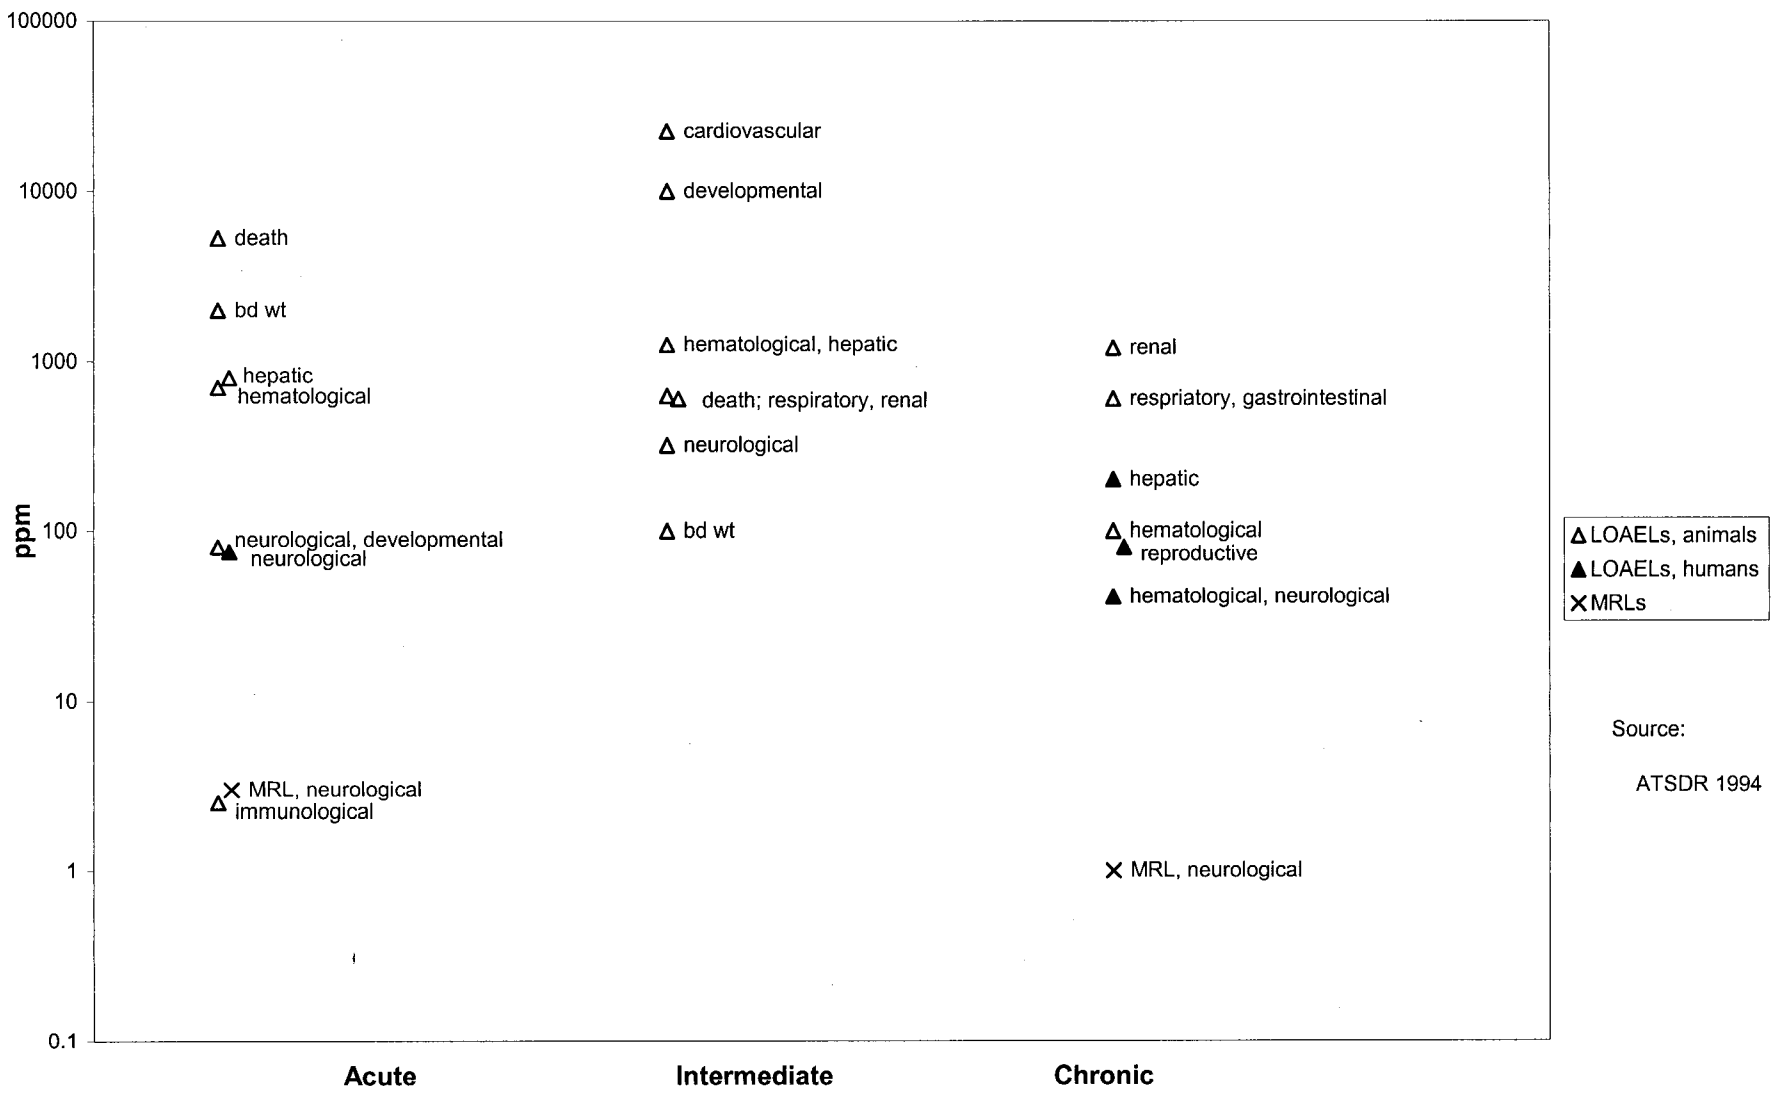 100000
10000
1000
100
10
1
0.1
ppm
death
bd wt
hepatic
hematological
neurological, developmental
neurological
MRL, neurological
immunological
cardiovascular
developmental
hematological, hepatic
death; respiratory, renal
neurological
bd wt
renal
respriatory, gastrointestinal
hepatic
hematological
reproductive
hematological, neurological
MRL, neurological
Acute
Intermediate
Chronic
LOAELs, animals
LOAELs, humans
MRLs
Source:
ATSDR 1994